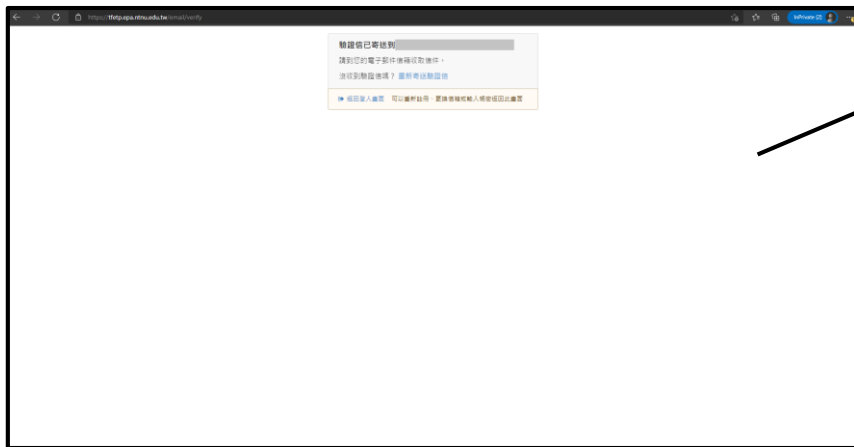 https://tfotp.epa.ntnu.edu.tw/email/verify
InPrivate (2)
驗證信已寄送到
請到您的電子郵件信箱收取信件。
沒收到驗證信嗎？ 重新寄送驗證信
返回登入畫面 可以重新註冊、更換信箱或輸入帳密返回此畫面